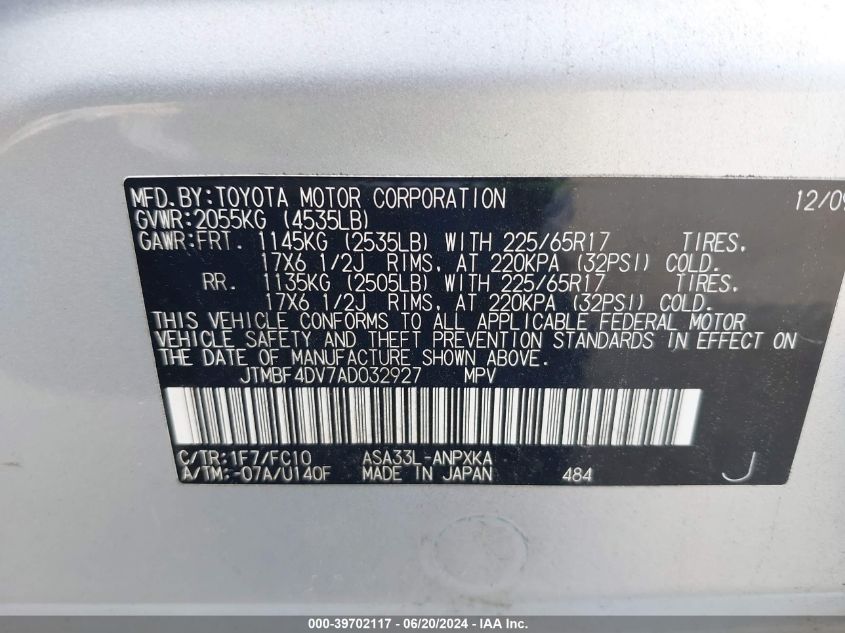 MFD.BY:TOYOTA MOTOR CORPORATION 12/09
GVWR:2055KG (4535LB)
GAWR:FRT. 1145KG (2535LB) WITH 225/65R17 TIRES,
17X6 1/2J RIMS, AT 220KPA (32PSI) COLD.
RR. 1135KG (2505LB) WITH 225/65R17 TIRES,
17X6 1/2J RIMS, AT 220KPA (32PSI) COLD.
THIS VEHICLE CONFORMS TO ALL APPLICABLE FEDERAL MOTOR
VEHICLE SAFETY AND THEFT PREVENTION STANDARDS IN EFFECT ON
THE DATE OF MANUFACTURE SHOWN ABOVE.
JTMBF4DV7AD032927 MPV
C/TR:1F7/FC10 ASA33L-ANPXKA
A/TM:-07A/U140F MADE IN JAPAN 484 J
000-39702117 - 06/20/2024 - IAA Inc.